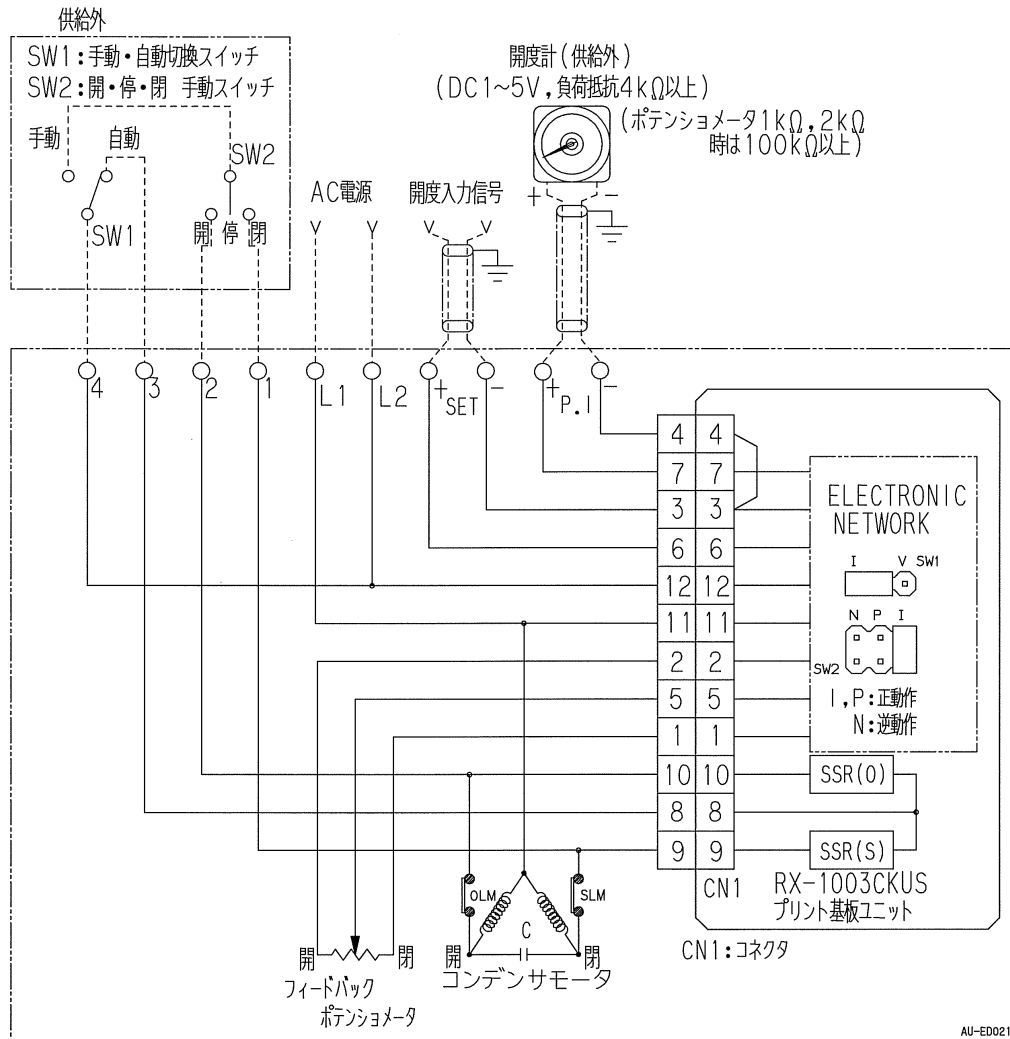 供給外
SW1:手動・自動切換スイッチ
SW2:開・停・閉 手動スイッチ
手動
自動
SW2
SW1
開
停
閉
AC電源
開度入力信号
開度計(供給外)
(DC1~5V,負荷抵抗4kΩ以上)
(ポテンショメータ1kΩ,2kΩ
時は100kΩ以上)
+
-
4
3
2
1
L1
L2
+
SET
-
+
P.I
-
4 4
7 7
3 3
6 6
12 12
11 11
2 2
5 5
1 1
10 10
8 8
9 9
ELECTRONIC
NETWORK
I V SW1
N P I
SW2
I,P:正動作
N:逆動作
SSR(O)
SSR(S)
CN1
RX-1003CKUS
プリント基板ユニット
CN1:コネクタ
OLM
SLM
C
開
閉
コンデンサモータ
開
閉
フィードバック
ポテンショメータ
AU-ED021